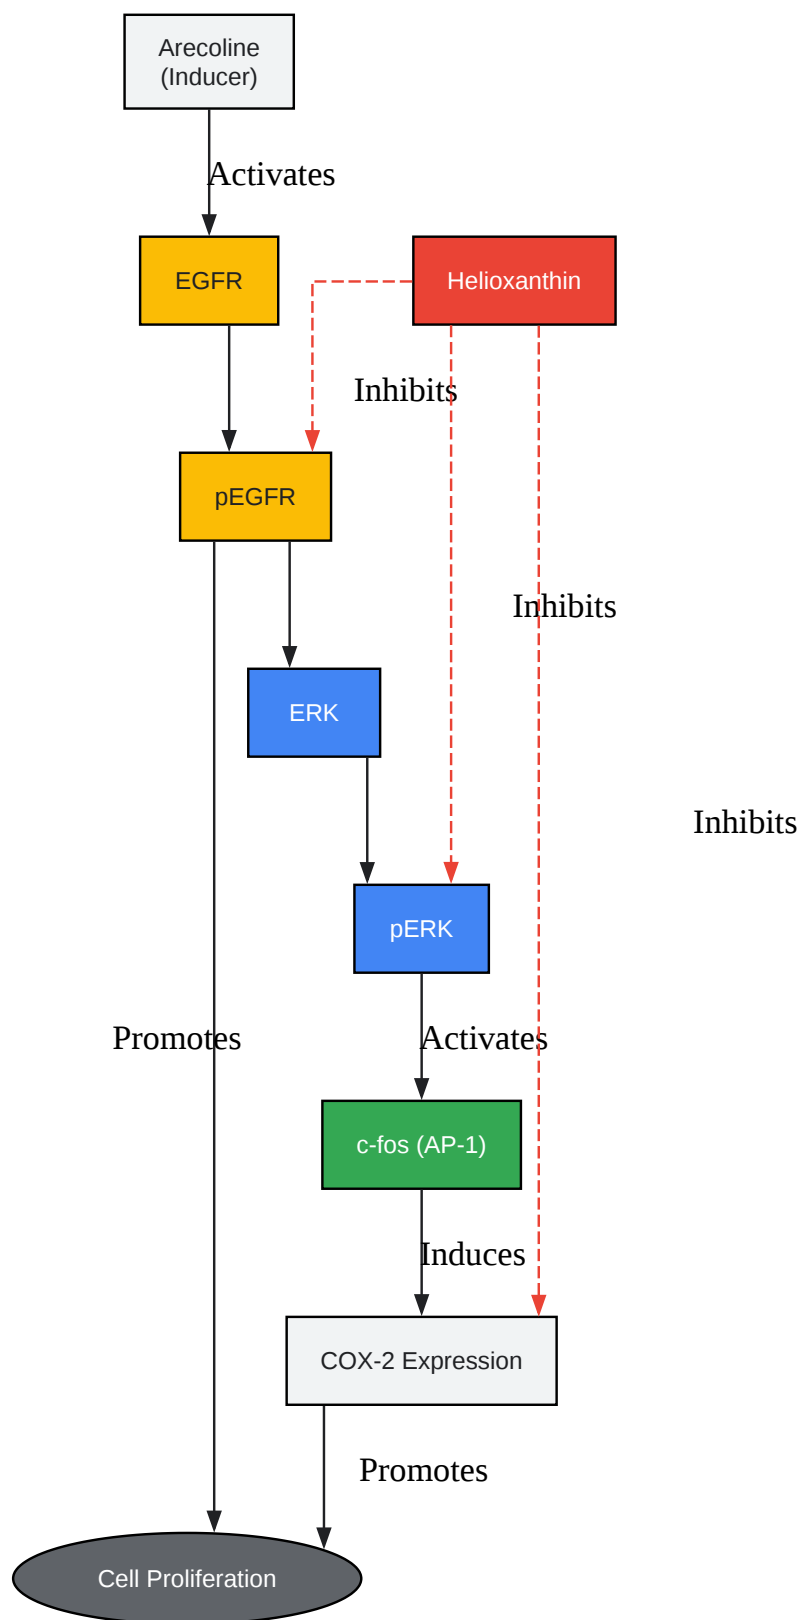 Arecoline
(Inducer)
Activates
EGFR
Helioxanthin
Inhibits
pEGFR
Inhibits
ERK
Inhibits
pERK
Promotes
Activates
c-fos (AP-1)
Induces
COX-2 Expression
Promotes
Cell Proliferation